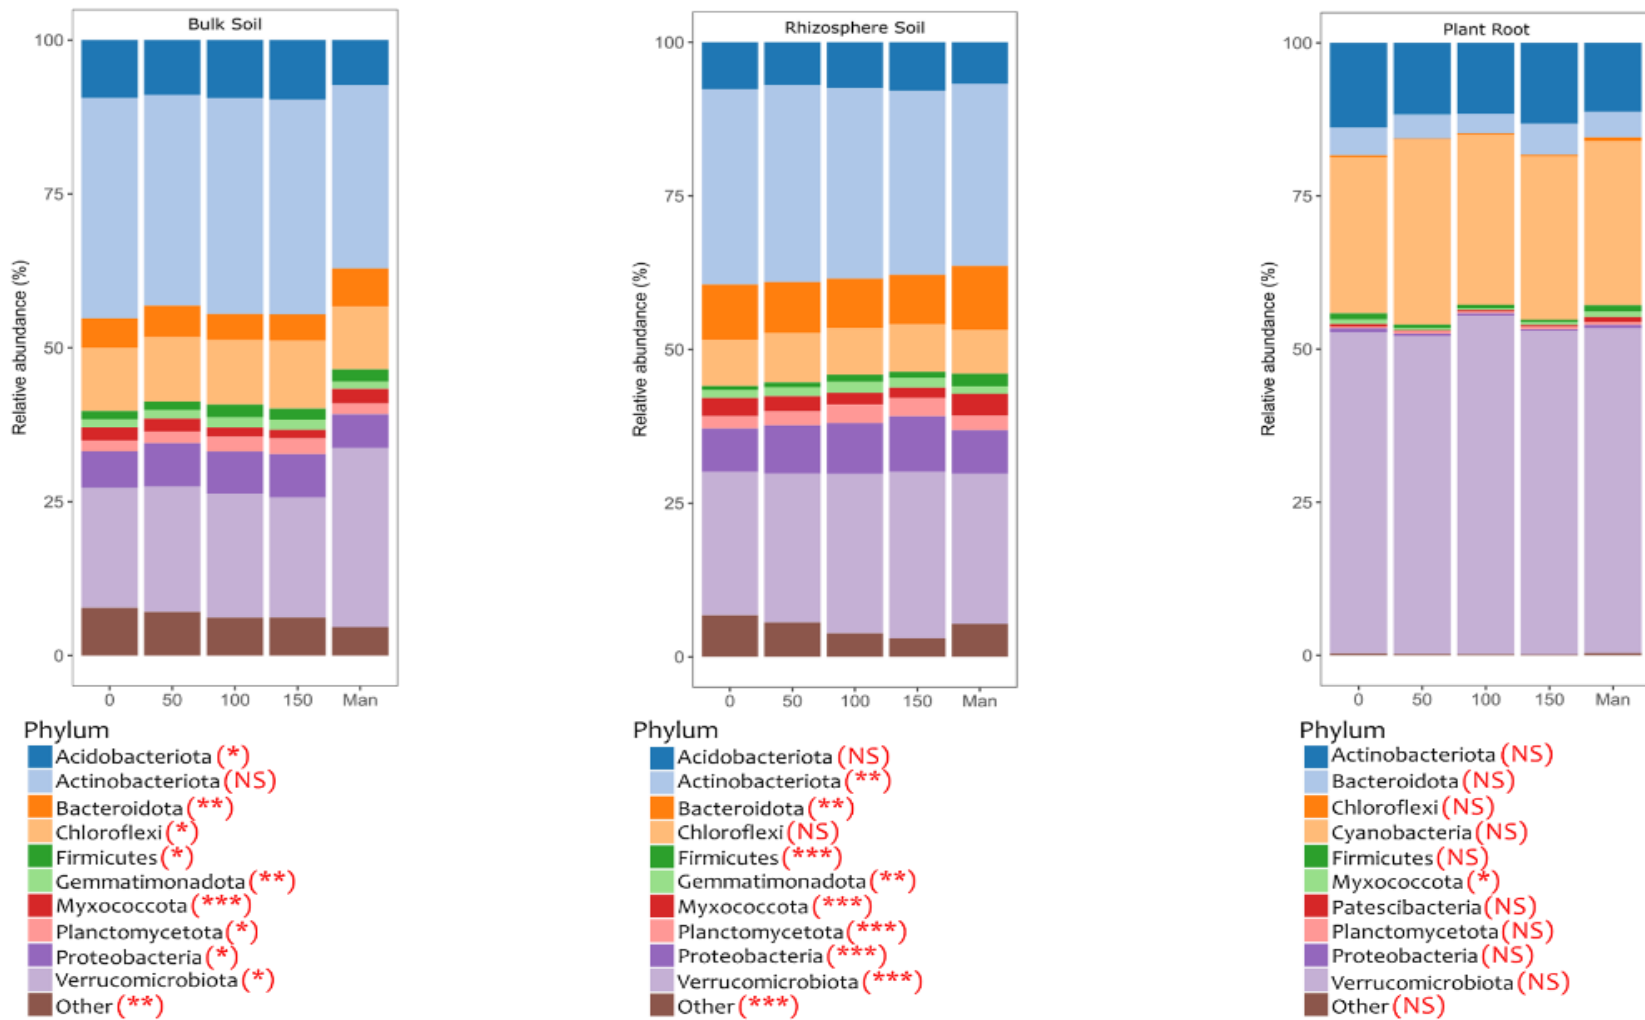 Bulk Soil
100
75
50
25
0
Relative abundance (%)
0 50 100 150 Man
Phylum
Acidobacteriota (*)
Actinobacteriota (NS)
Bacteroidota (**)
Chloroflexi (*)
Firmicutes (*)
Gemmatimonadota (**)
Myxococcota (***)
Planctomycetota (*)
Proteobacteria (*)
Verrucomicrobiota (*)
Other (**)
Rhizosphere Soil
100
75
50
25
0
Relative abundance (%)
0 50 100 150 Man
Phylum
Acidobacteriota (NS)
Actinobacteriota (**)
Bacteroidota (**)
Chloroflexi (NS)
Firmicutes (***)
Gemmatimonadota (**)
Myxococcota (***)
Planctomycetota (***)
Proteobacteria (***)
Verrucomicrobiota (***)
Other (***)
Plant Root
100
75
50
25
0
Relative abundance (%)
0 50 100 150 Man
Phylum
Actinobacteriota (NS)
Bacteroidota (NS)
Chloroflexi (NS)
Cyanobacteria (NS)
Firmicutes (NS)
Myxococcota (*)
Patescibacteria (NS)
Planctomycetota (NS)
Proteobacteria (NS)
Verrucomicrobiota (NS)
Other (NS)